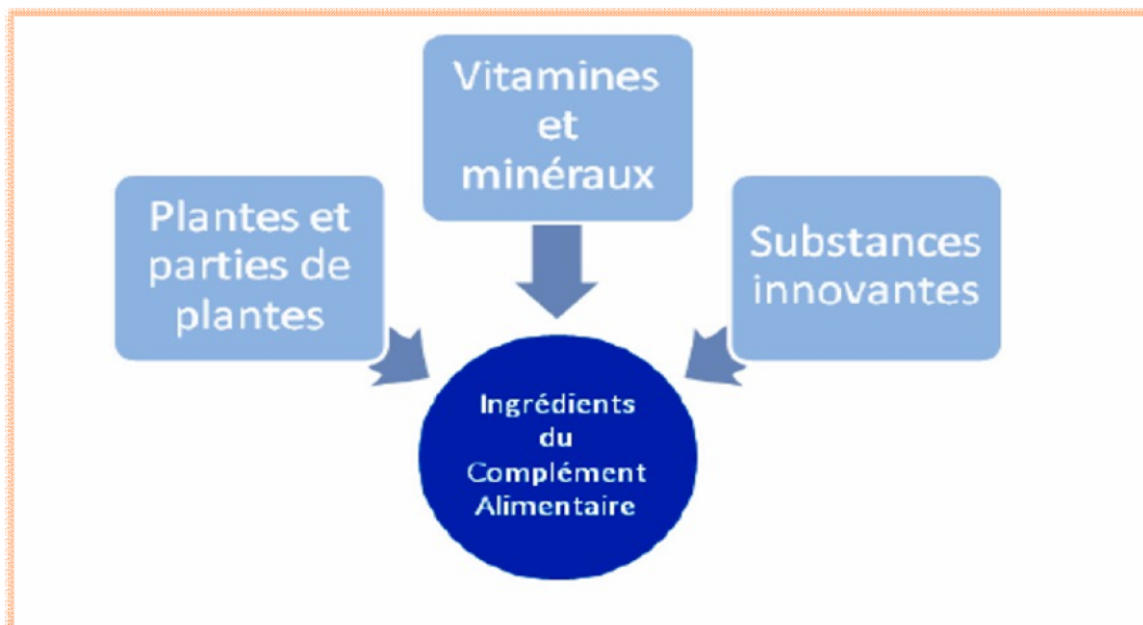 Vitamines
et
minéraux
Plantes et
parties de
plantes
Substances
innovantes
Ingrédients
du
Complément
Alimentaire